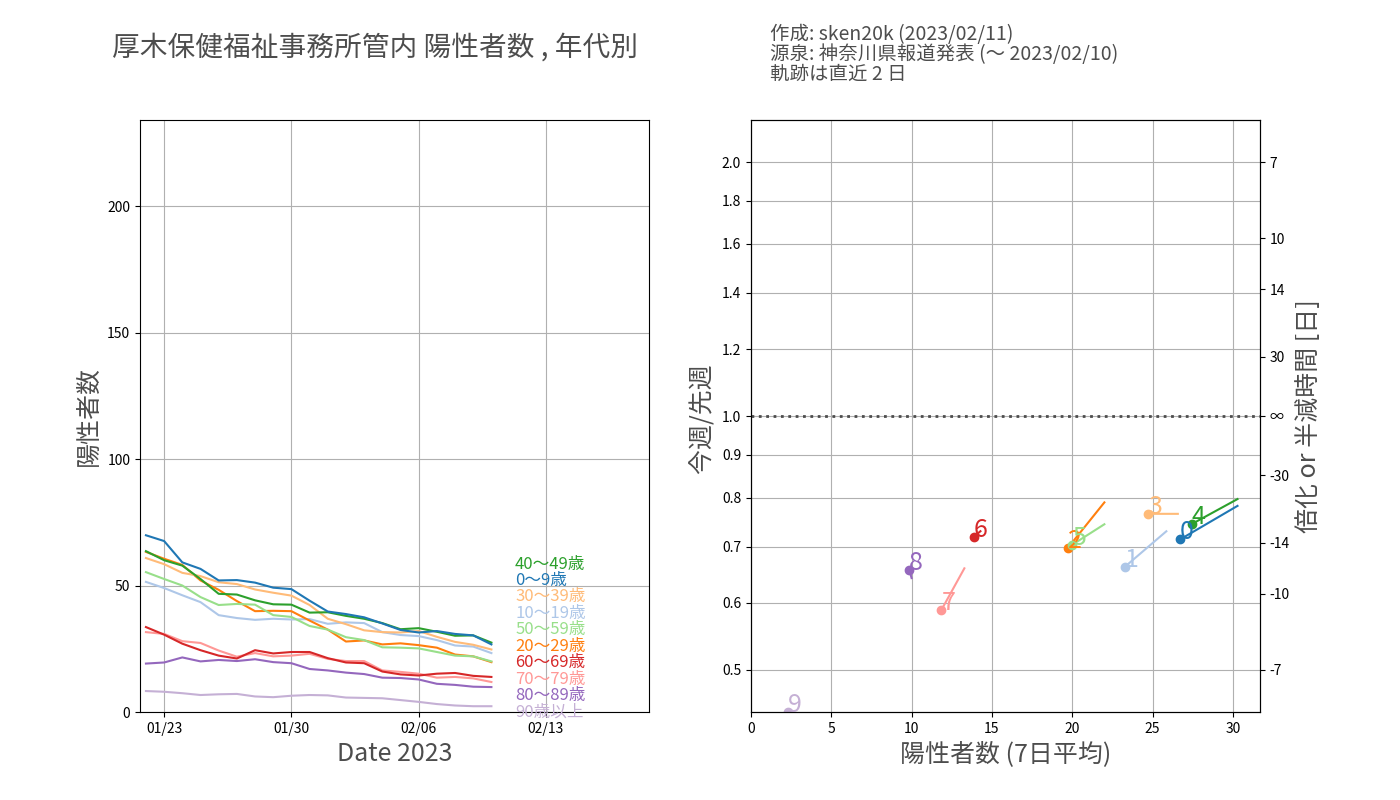 厚木保健福祉事務所管内 陽性者数 , 年代別
作成: sken20k (2023/02/11)
源泉: 神奈川県報道発表 (〜 2023/02/10)
軌跡は直近 2 日
陽性者数
200
150
100
50
0
40〜49歳
0〜9歳
30〜39歳
10〜19歳
50〜59歳
20〜29歳
60〜69歳
70〜79歳
80〜89歳
90歳以上
01/23 01/30 02/06 02/13
Date 2023
今週/先週
2.0
1.8
1.6
1.4
1.2
1.0
0.9
0.8
0.7
0.6
0.5
9
8
7
6
2
5
1
3
0
4
0 5 10 15 20 25 30
陽性者数 (7日平均)
7
10
14
30
∞
-30
-14
-10
-7
倍化 or 半減時間 [日]